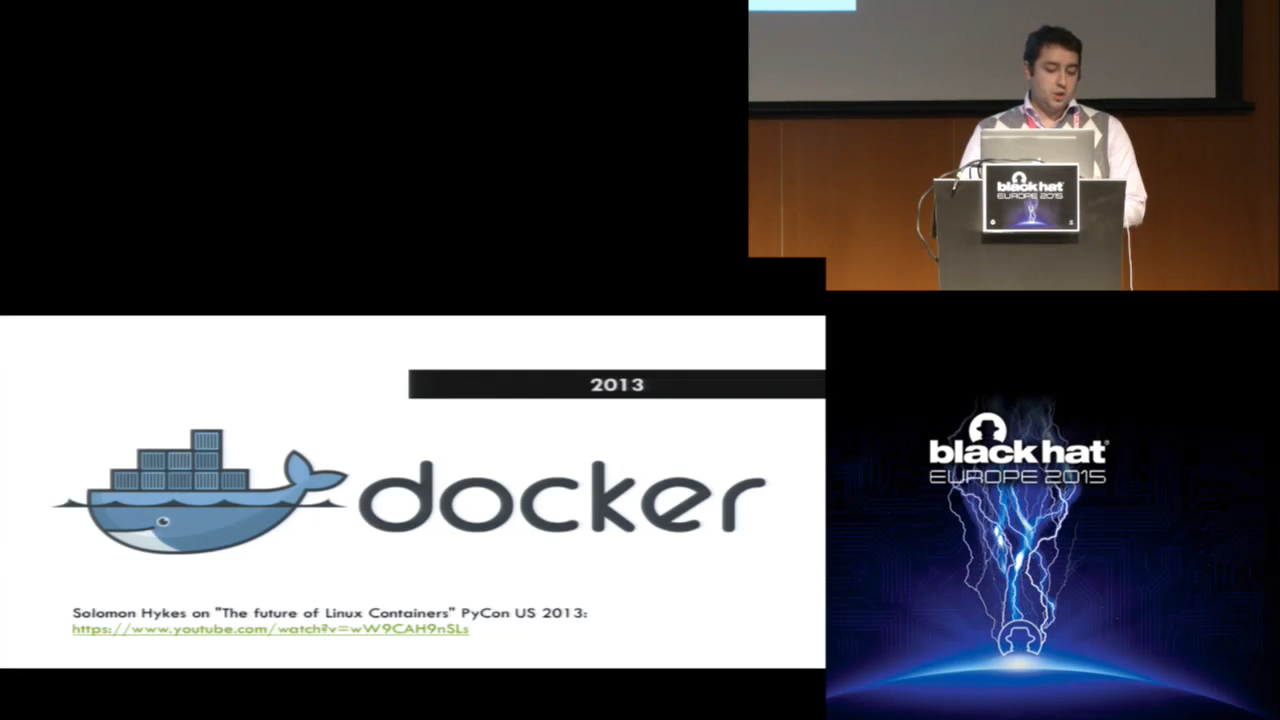 black hat
EUROPE 2015
2013
docker
Solomon Hykes on "The future of Linux Containers" PyCon US 2013:
https://www.youtube.com/watch?v=wW9CAH9nSLs
black hat®
EUROPE 2015